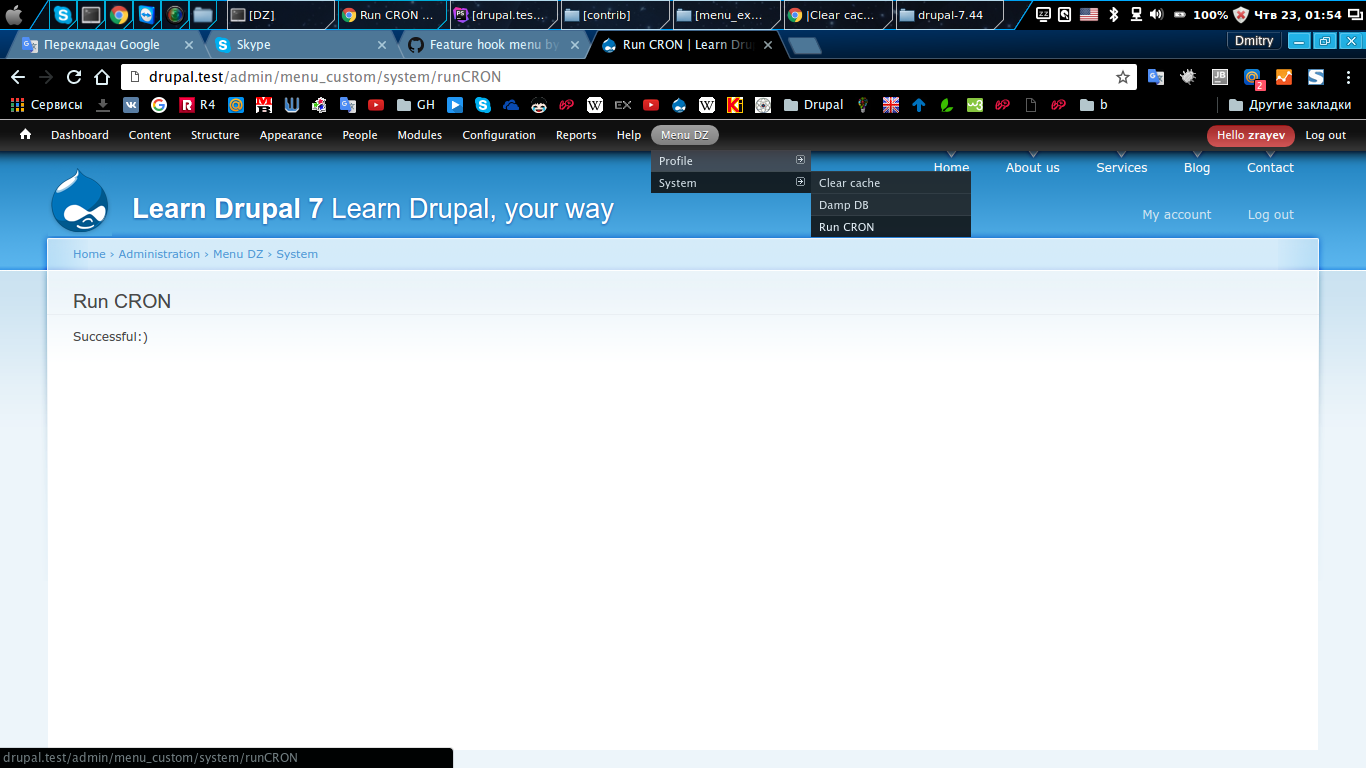 [DZ]
Run CRON ...
[drupal.tes...
[contrib]
[menu_ex...
|Clear cac...
drupal-7.44
100%
Чтв 23, 01:54
Перекладач Google
Skype
Feature hook menu by
Run CRON | Learn Dru
Dmitry
drupal.test/admin/menu_custom/system/runCRON
JB
2
Сервисы
R4
GH
EX
Drupal
b
Другие закладки
Dashboard
Content
Structure
Appearance
People
Modules
Configuration
Reports
Help
Menu DZ
Hello zrayev
Log out
Profile
System
Clear cache
Damp DB
Run CRON
Home
About us
Services
Blog
Contact
Learn Drupal 7 Learn Drupal, your way
My account
Log out
Home › Administration › Menu DZ › System
Run CRON
Successful:)
drupal.test/admin/menu_custom/system/runCRON